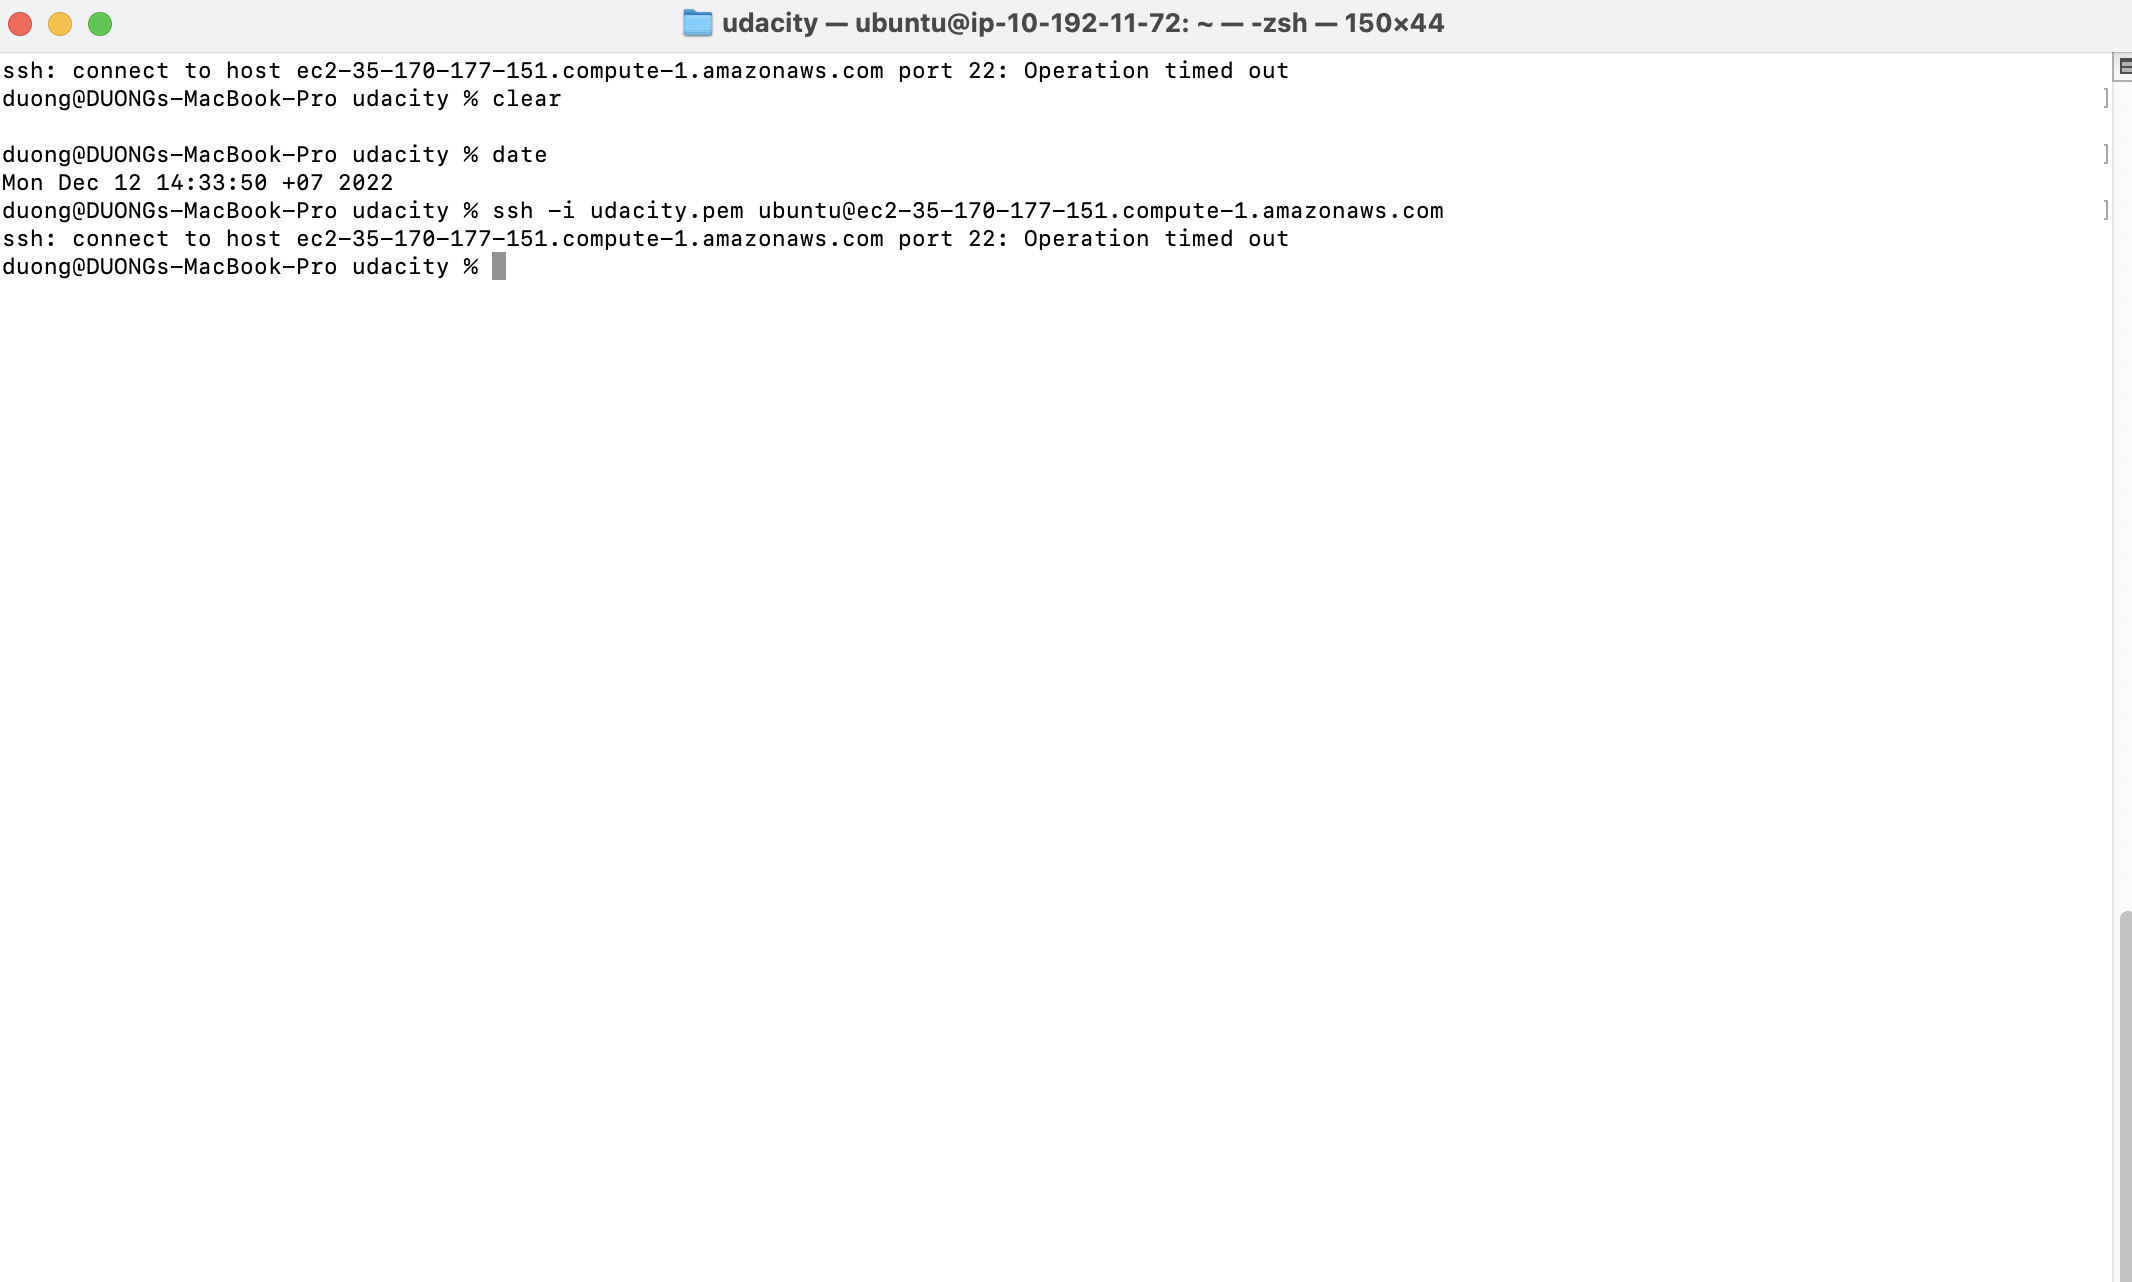 udacity — ubuntu@ip-10-192-11-72: ~ — -zsh — 150×44
ssh: connect to host ec2-35-170-177-151.compute-1.amazonaws.com port 22: Operation timed out
duong@DUONGs-MacBook-Pro udacity % clear
duong@DUONGs-MacBook-Pro udacity % date
Mon Dec 12 14:33:50 +07 2022
duong@DUONGs-MacBook-Pro udacity % ssh -i udacity.pem ubuntu@ec2-35-170-177-151.compute-1.amazonaws.com
ssh: connect to host ec2-35-170-177-151.compute-1.amazonaws.com port 22: Operation timed out
duong@DUONGs-MacBook-Pro udacity %